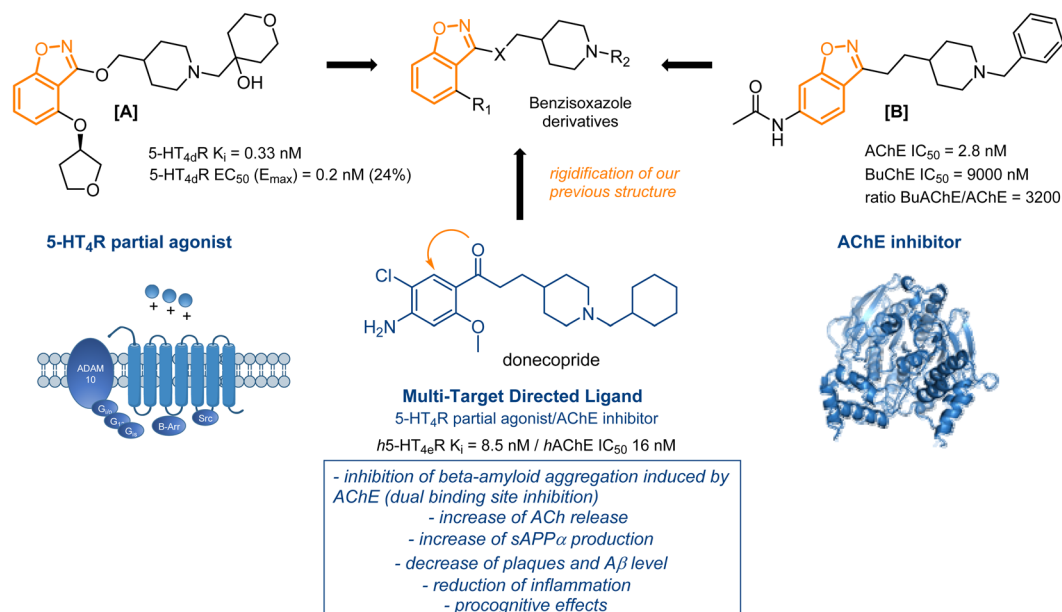 O
N
O
N
O
OH
[A]
O
O
5-HT4dR Ki = 0.33 nM
5-HT4dR EC50 (Emax) = 0.2 nM (24%)
5-HT4R partial agonist
+ + +
ADAM
10
Gi/o
G12
Gs
B-Arr
Src
O
N
X
N
R2
R1
Benzisoxazole
derivatives
rigidification of our
previous structure
O
N
N
O
N
H
[B]
AChE IC50 = 2.8 nM
BuChE IC50 = 9000 nM
ratio BuAChE/AChE = 3200
AChE inhibitor
O
Cl
H2N
O
N
donecopride
Multi-Target Directed Ligand
5-HT4R partial agonist/AChE inhibitor
h5-HT4eR Ki = 8.5 nM / hAChE IC50 16 nM
- inhibition of beta-amyloid aggregation induced by
AChE (dual binding site inhibition)
- increase of ACh release
- increase of sAPPα production
- decrease of plaques and Aβ level
- reduction of inflammation
- procognitive effects